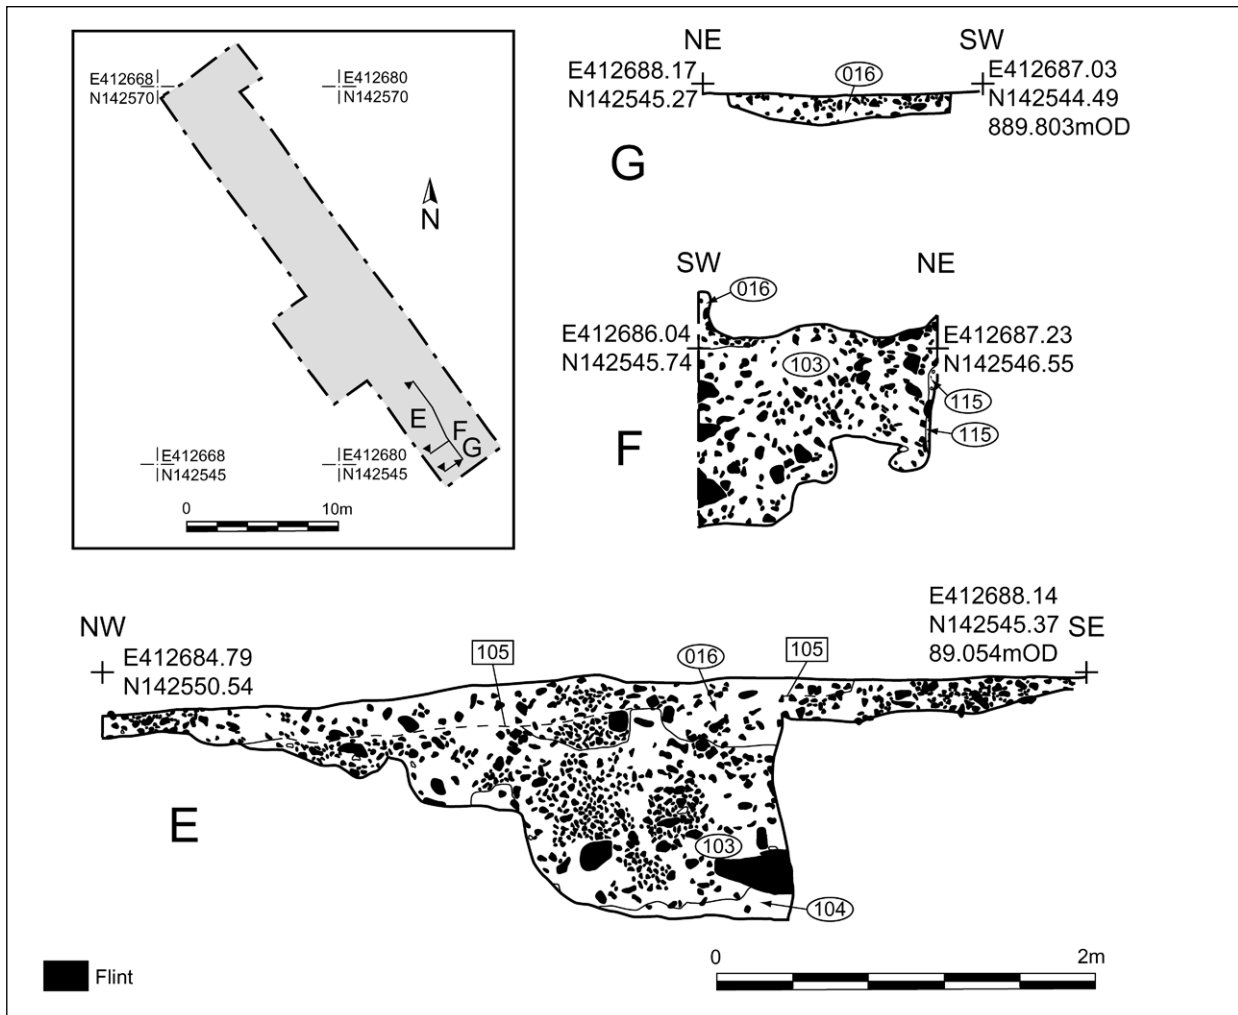 E412668
N142570
E412680
N142570
N
E
F
G
E412668
N142545
E412680
N142545
0
10m
NE
SW
E412688.17
N142545.27
016
E412687.03
N142544.49
889.803mOD
G
SW
NE
016
E412686.04
N142545.74
103
E412687.23
N142546.55
115
115
F
NW
E412684.79
N142550.54
105
016
105
E412688.14
N142545.37
89.054mOD
SE
E
103
104
Flint
0
2m